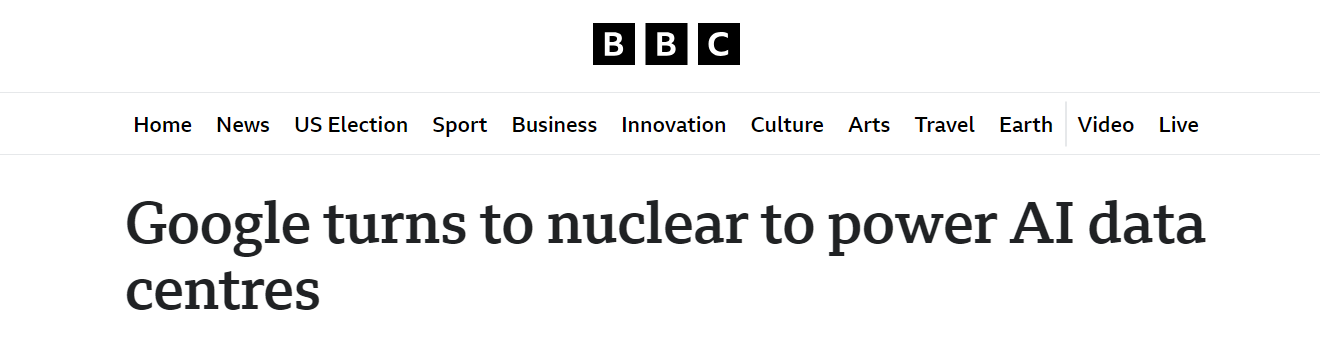 BBC
Home News US Election Sport Business Innovation Culture Arts Travel Earth Video Live
Google turns to nuclear to power AI data
centres